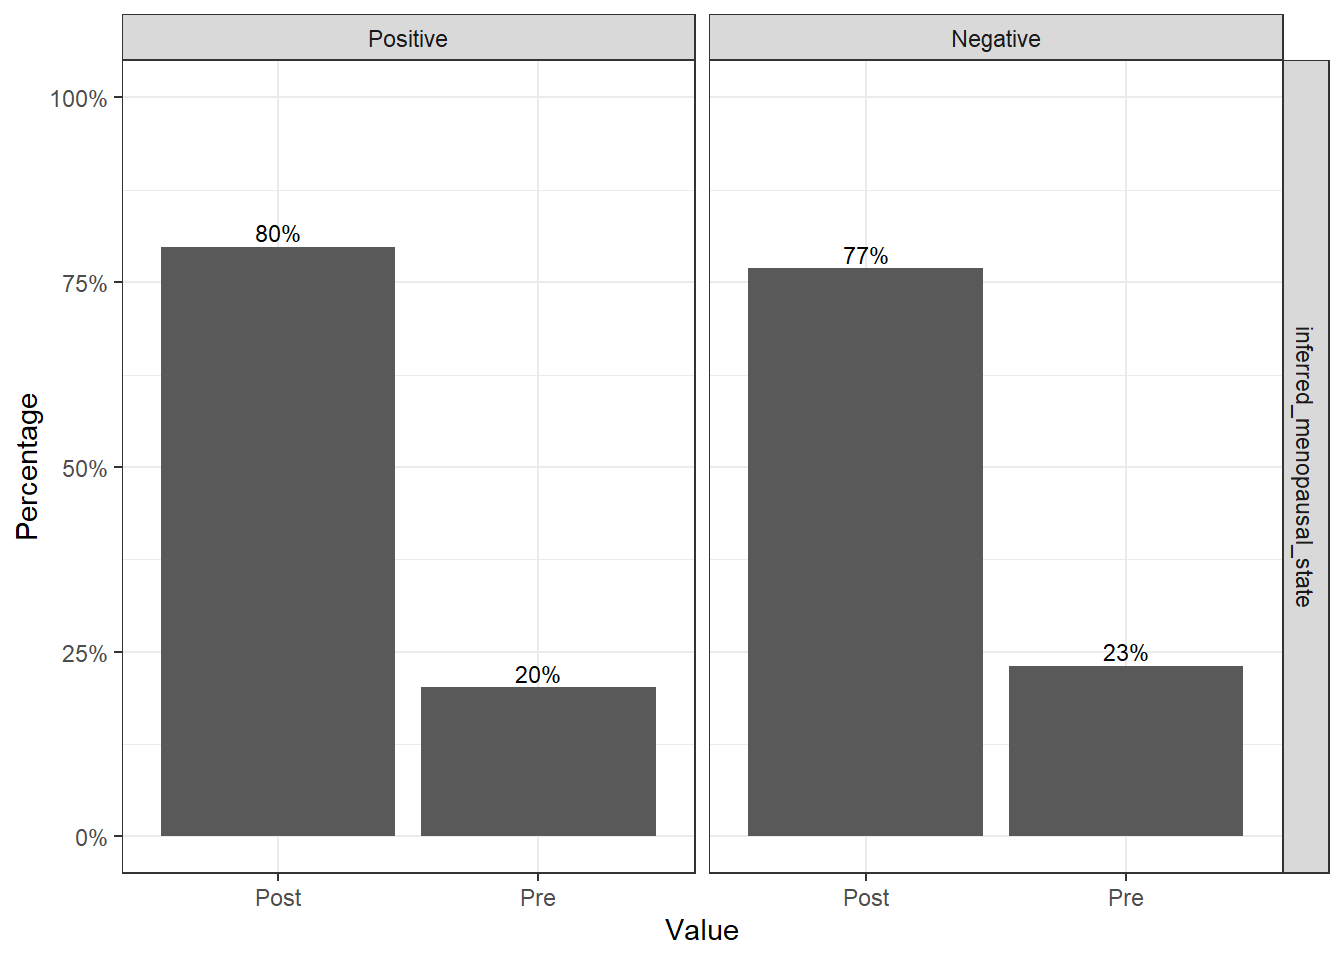 Positive
Negative
100%
75%
50%
25%
0%
Percentage
80%
20%
77%
23%
inferred_menopausal_state
Post
Pre
Post
Pre
Value